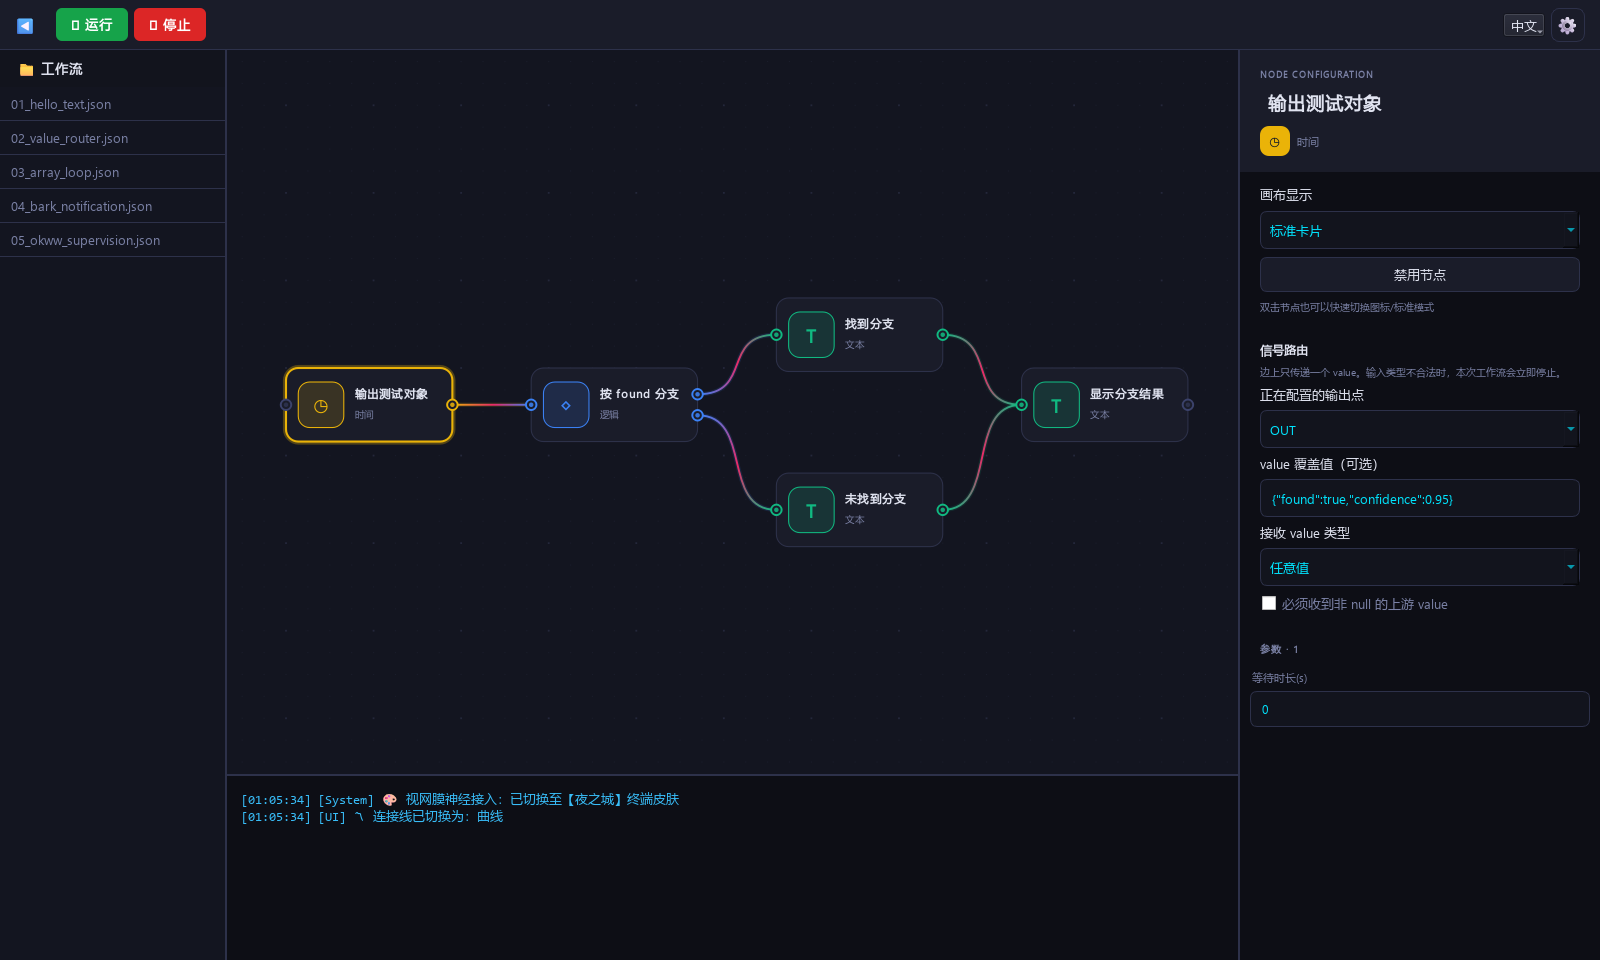 运行
停止
中文
工作流
01_hello_text.json
02_value_router.json
03_array_loop.json
04_bark_notification.json
05_okww_supervision.json
输出测试对象
时间
按 found 分支
逻辑
T
找到分支
文本
T
未找到分支
文本
T
显示分支结果
文本
[01:05:34] [System] 🎨 视网膜神经接入: 已切换至【夜之城】终端皮肤
[01:05:34] [UI] 〽 连接线已切换为: 曲线
NODE CONFIGURATION
输出测试对象
时间
画布显示
标准卡片
禁用节点
双击节点也可以快速切换图标/标准模式
信号路由
边上只传递一个 value。输入类型不合法时，本次工作流会立即停止。
正在配置的输出点
OUT
value 覆盖值（可选）
{"found":true,"confidence":0.95}
接收 value 类型
任意值
必须收到非 null 的上游 value
参数 · 1
等待时长(s)
0